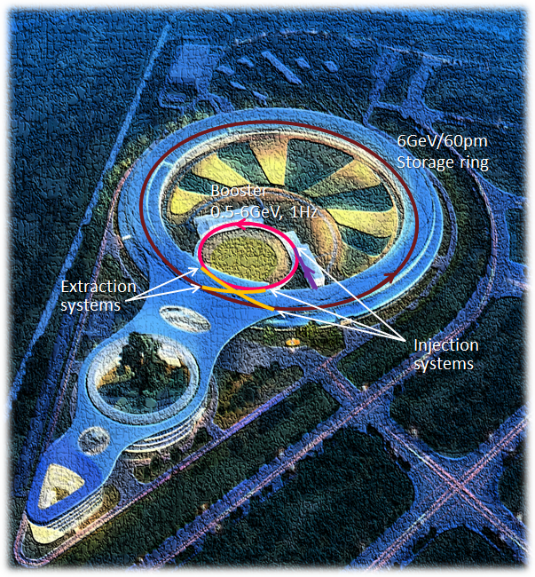 6GeV/60pm
Storage ring
Booster
0.5-6GeV, 1Hz
Extraction
systems
Injection
systems